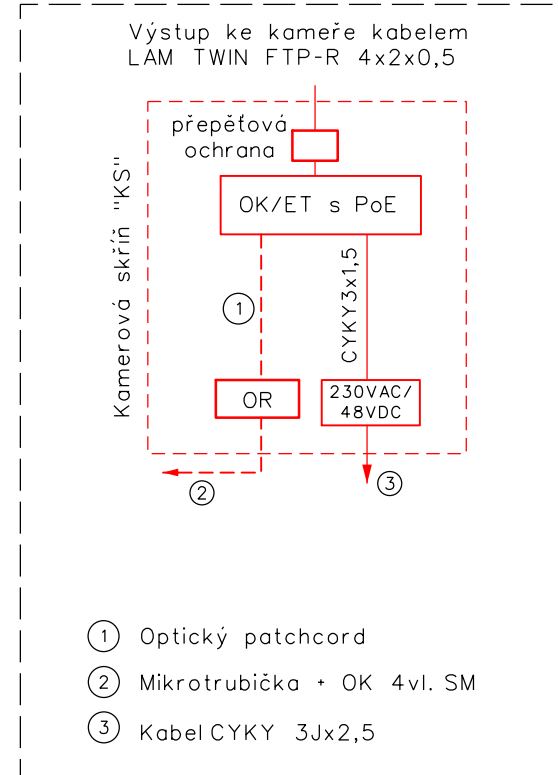 Výstup ke kameře kabelem
LAM TWIN FTP-R 4x2x0,5
přepěťová
ochrana
Kamerová skříň "KS"
OK/ET s PoE
CYKY3x1,5
1
OR
230VAC/
48VDC
2
3
1 Optický patchcord
2 Mikrotrubička + OK 4vl. SM
3 Kabel CYKY 3Jx2,5